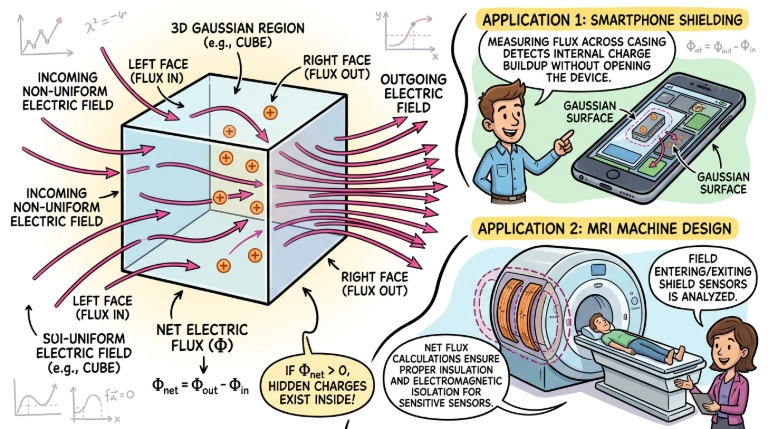 χ² = −σ
3D GAUSSIAN REGION
(e.g., CUBE)
LEFT FACE
(FLUX IN)
RIGHT FACE
(FLUX OUT)
INCOMING
NON-UNIFORM
ELECTRIC FIELD
OUTGOING
ELECTRIC
FIELD
INCOMING
NON-UNIFORM
ELECTRIC FIELD
+
+
+
+
+
+
+
+
LEFT FACE
(FLUX IN)
RIGHT FACE
(FLUX OUT)
SUI-UNIFORM
ELECTRIC FIELD
(e.g., CUBE)
NET ELECTRIC
FLUX (Φ)
Φnet = Φout − Φin
IF Φnet > 0,
HIDDEN CHARGES
EXIST INSIDE!
y
x
x
APPLICATION 1: SMARTPHONE SHIELDING
MEASURING FLUX ACROSS CASING
DETECTS INTERNAL CHARGE
BUILDUP WITHOUT OPENING
THE DEVICE.
= Φout − Φin
GAUSSIAN
SURFACE
GAUSSIAN
SURFACE
APPLICATION 2: MRI MACHINE DESIGN
FIELD
ENTERING/EXITING
SHIELD SENSORS
IS ANALYZED.
NET FLUX
CALCULATIONS ENSURE
PROPER INSULATION
AND ELECTROMAGNETIC
ISOLATION FOR
SENSITIVE SENSORS.